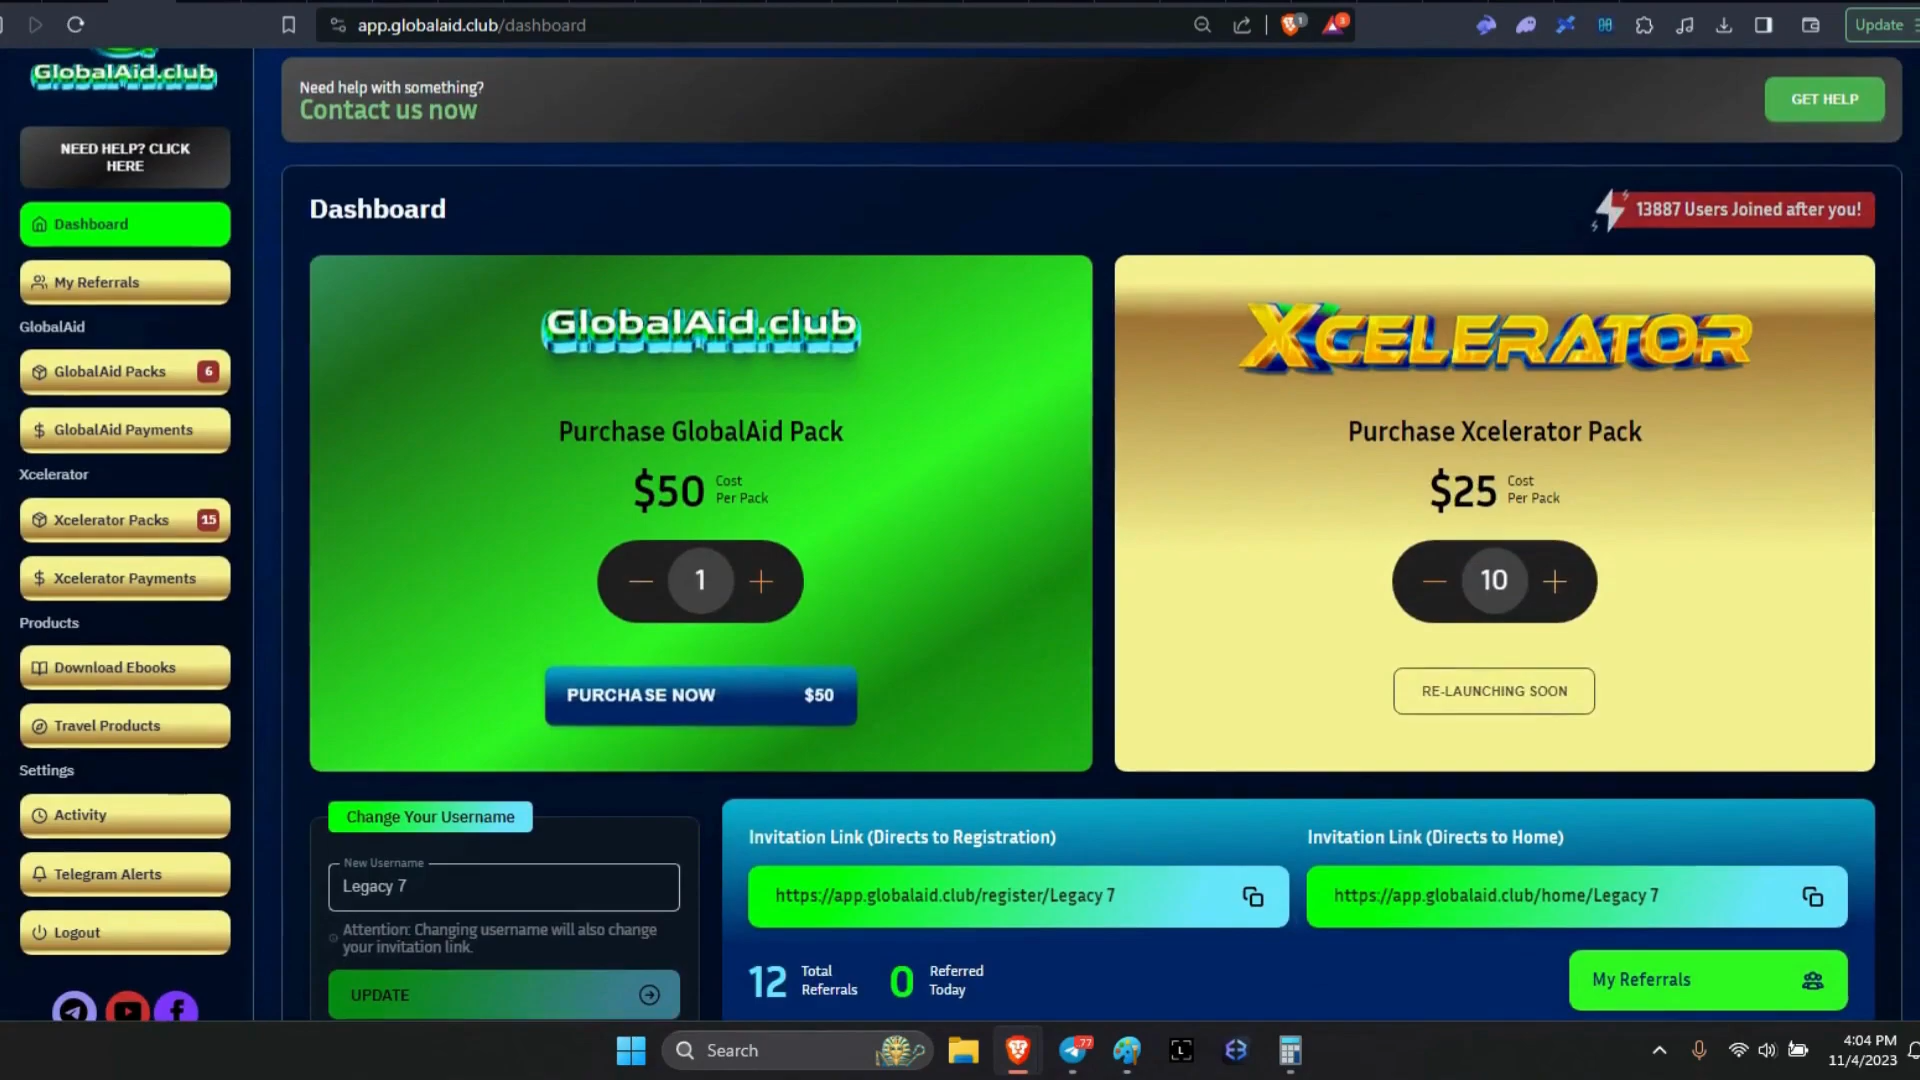 app.globalaid.club/dashboard
1
3
Update
GlobalAid.club
NEED HELP? CLICK
HERE
Dashboard
My Referrals
GlobalAid
GlobalAid Packs 6
GlobalAid Payments
Xcelerator
Xcelerator Packs 15
Xcelerator Payments
Products
Download Ebooks
Travel Products
Settings
Activity
Telegram Alerts
Logout
Need help with something?
Contact us now
GET HELP
Dashboard
13887 Users Joined after you!
GlobalAid.club
Purchase GlobalAid Pack
$50 Cost
Per Pack
1
PURCHASE NOW $50
XCELERATOR
Purchase Xcelerator Pack
$25 Cost
Per Pack
10
RE-LAUNCHING SOON
Change Your Username
New Username
Legacy 7
Attention: Changing username will also change
your invitation link.
UPDATE
Invitation Link (Directs to Registration)
https://app.globalaid.club/register/Legacy 7
Invitation Link (Directs to Home)
https://app.globalaid.club/home/Legacy 7
12 Total
Referrals
0 Referred
Today
My Referrals
Search
77
4:04 PM
11/4/2023